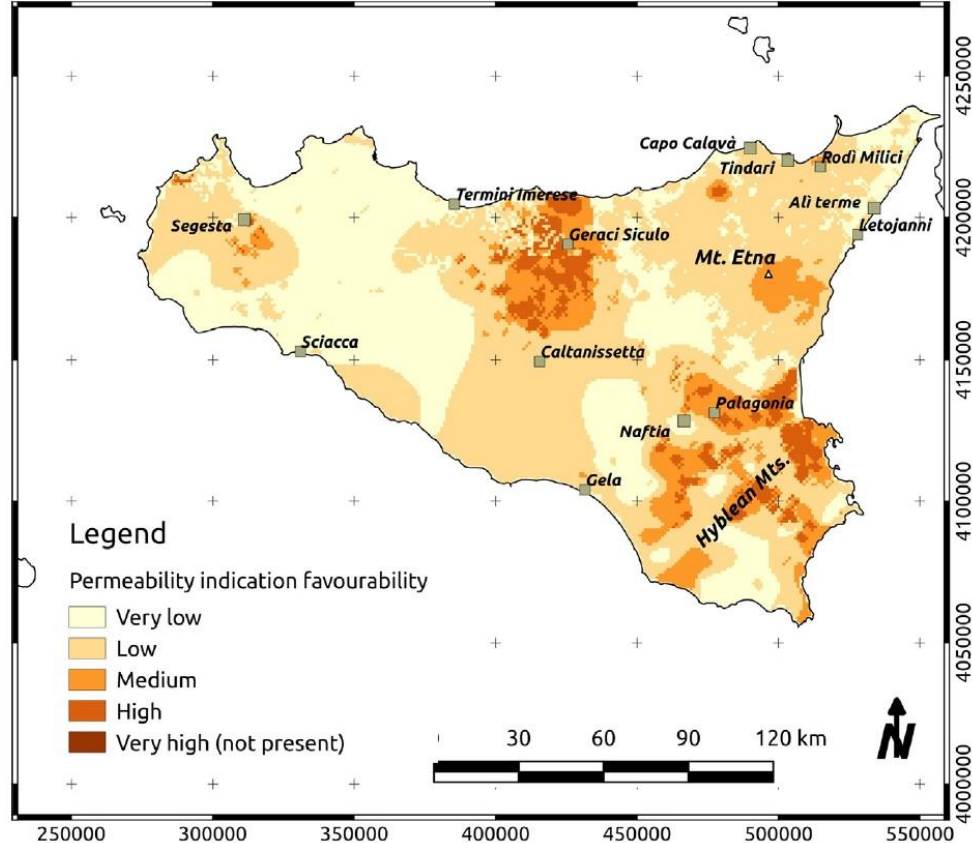 Capo Calavà
Tindari
Rodì Milici
Termini Imerese
Alì terme
Segesta
Geraci Siculo
Letojanni
Mt. Etna
Sciacca
Caltanissetta
Palagonia
Naftia
Hyblean Mts.
Gela
Legend
Permeability indication favourability
Very low
Low
Medium
High
Very high (not present)
30 60 90 120 km
N
4250000
4200000
4150000
4100000
4050000
4000000
250000 300000 350000 400000 450000 500000 550000